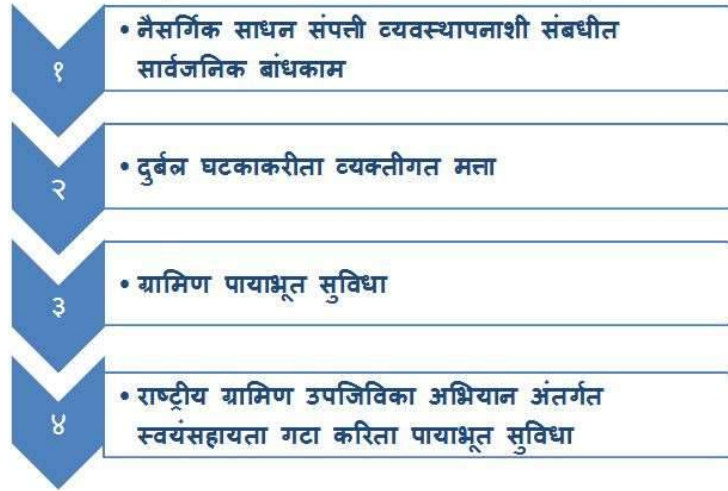 १
• नैसर्गिक साधन संपत्ती व्यवस्थापनाशी संबधीत
सार्वजनिक बांधकाम
२
• दुर्बल घटकाकरीता व्यक्तीगत मत्ता
३
• ग्रामिण पायाभूत सुविधा
४
• राष्ट्रीय ग्रामिण उपजिविका अभियान अंतर्गत
स्वयंसहायता गटा करिता पायाभूत सुविधा